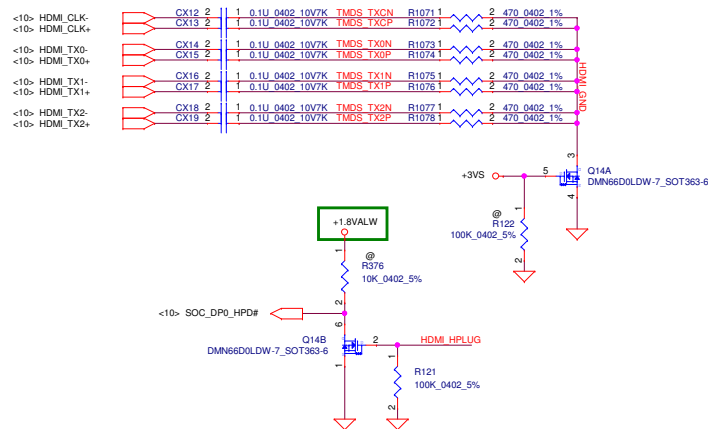 <10> HDMI_CLK- CX12 2 1 0.1U_0402_10V7K TMDS_TXCN R1071 1 2 470_0402_1%
<10> HDMI_CLK+ CX13 2 1 0.1U_0402_10V7K TMDS_TXCP R1072 1 2 470_0402_1%
<10> HDMI_TX0- CX14 2 1 0.1U_0402_10V7K TMDS_TX0N R1073 1 2 470_0402_1%
<10> HDMI_TX0+ CX15 2 1 0.1U_0402_10V7K TMDS_TX0P R1074 1 2 470_0402_1%
<10> HDMI_TX1- CX16 2 1 0.1U_0402_10V7K TMDS_TX1N R1075 1 2 470_0402_1%
<10> HDMI_TX1+ CX17 2 1 0.1U_0402_10V7K TMDS_TX1P R1076 1 2 470_0402_1%
<10> HDMI_TX2- CX18 2 1 0.1U_0402_10V7K TMDS_TX2N R1077 1 2 470_0402_1%
<10> HDMI_TX2+ CX19 2 1 0.1U_0402_10V7K TMDS_TX2P R1078 1 2 470_0402_1%
HDMI_GND
3
+3VS 5 Q14A
DMN66D0LDW-7_SOT363-6
4
1
@
R122
100K_0402_5%
2
+1.8VALW
1
@
R376
10K_0402_5%
2
<10> SOC_DP0_HPD#
6
Q14B 2 HDMI_HPLUG
DMN66D0LDW-7_SOT363-6
1
1
R121
100K_0402_5%
2